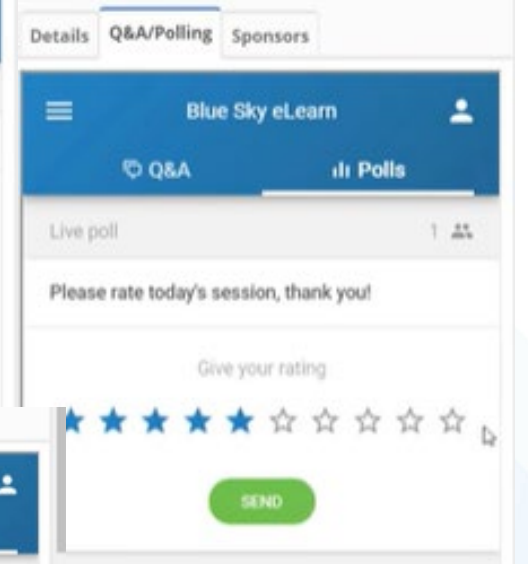 Details Q&A/Polling Sponsors
Blue Sky eLearn
Q&A Polls
Live poll 1
Please rate today's session, thank you!
Give your rating
SEND